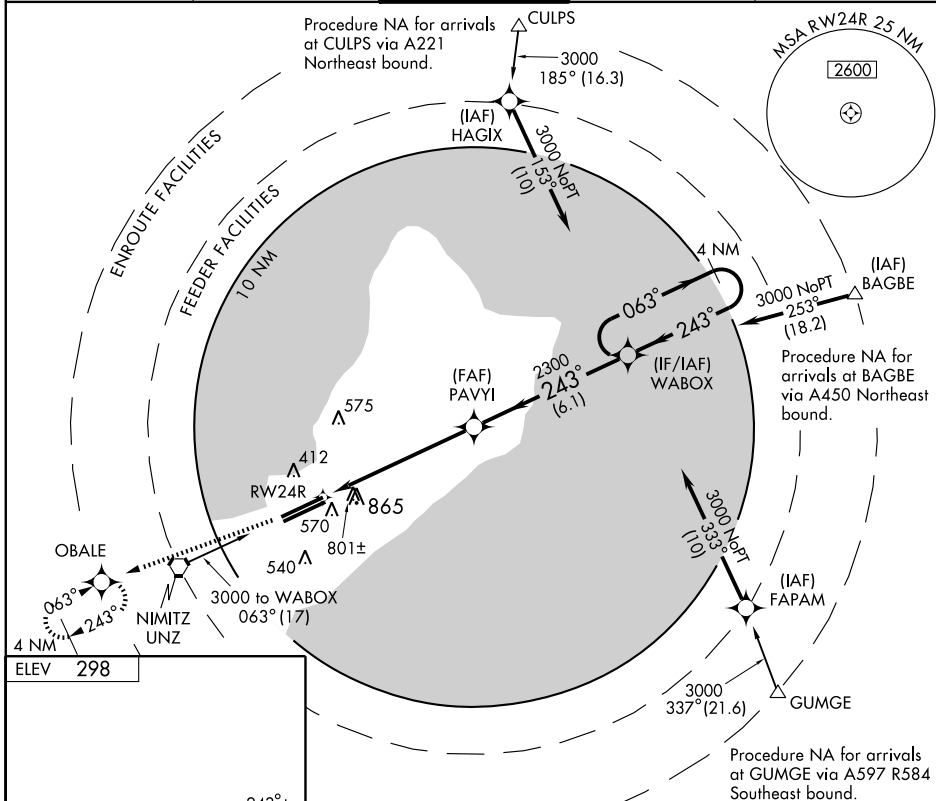 Procedure NA for arrivals
at CULPS via A221
Northeast bound.
CULPS
3000
185° (16.3)
MSA RW24R 25 NM
2600
(IAF)
HAGIX
3000 NoPT
153°
(10)
ENROUTE FACILITIES
FEEDER FACILITIES
10 NM
4 NM
063°
243°
(IAF)
BAGBE
3000 NoPT
253°
(18.2)
Procedure NA for
arrivals at BAGBE
via A450 Northeast
bound.
(IF/IAF)
WABOX
2300
243°
(6.1)
(FAF)
PAVYI
575
412
RW24R
865
570
801±
540
OBALE
063°
243°
4 NM
NIMITZ
UNZ
3000 to WABOX
063° (17)
3000 NoPT
333°
(10)
(IAF)
FAPAM
3000
337° (21.6)
GUMGE
Procedure NA for arrivals
at GUMGE via A597 R584
Southeast bound.
ELEV 298